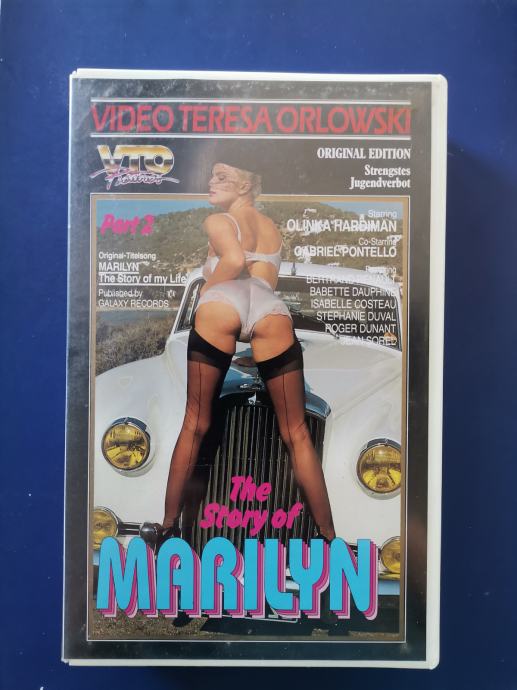 VIDEO TERESA ORLOWSKI
VTO
ORIGINAL EDITION
Strengstes
Jugendverbot
Part 2
Starring
OLINKA HARDIMAN
Co-Starring
GABRIEL PONTELLO
Original-Titelsong
MARILYN
The Story of my Life
Published by
GALAXY RECORDS
BABETTE DAUPHINE
ISABELLE COSTEAU
STEPHANIE DUVAL
ROGER DUNANT
JEAN SOREL
The
Story of
MARILYN